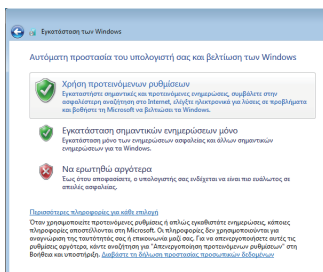 Εγκατάσταση των Windows
Αυτόματη προστασία του υπολογιστή σας και βελτίωση των Windows
Χρήση προτεινόμενων ρυθμίσεων
Εγκαταστήστε σημαντικές και προτεινόμενες ενημερώσεις, συμβάλετε στην
ασφαλέστερη αναζήτηση στο Internet, ελέγξτε ηλεκτρονικά για λύσεις σε προβλήματα
και βοηθήστε τη Microsoft να βελτιώσει τα Windows.
Εγκατάσταση σημαντικών ενημερώσεων μόνο
Εγκατάσταση μόνο των ενημερώσεων ασφαλείας και άλλων σημαντικών
ενημερώσεων για τα Windows.
Να ερωτηθώ αργότερα
Έως ότου αποφασίσετε, ο υπολογιστής σας ενδέχεται να είναι πιο ευάλωτος σε
απειλές ασφαλείας.
Περισσότερες πληροφορίες για κάθε επιλογή
Όταν χρησιμοποιείτε προτεινόμενες ρυθμίσεις ή απλώς εγκαθιστάτε ενημερώσεις, κάποιες
πληροφορίες αποστέλλονται στη Microsoft. Οι πληροφορίες δεν χρησιμοποιούνται για
αναγνώριση της ταυτότητάς σας ή επικοινωνία μαζί σας. Για να απενεργοποιήσετε αυτές τις
ρυθμίσεις αργότερα, κάντε αναζήτηση για "Απενεργοποίηση προτεινόμενων ρυθμίσεων" στη
Βοήθεια και υποστήριξη. Διαβάστε τη δήλωση προστασίας προσωπικών δεδομένων